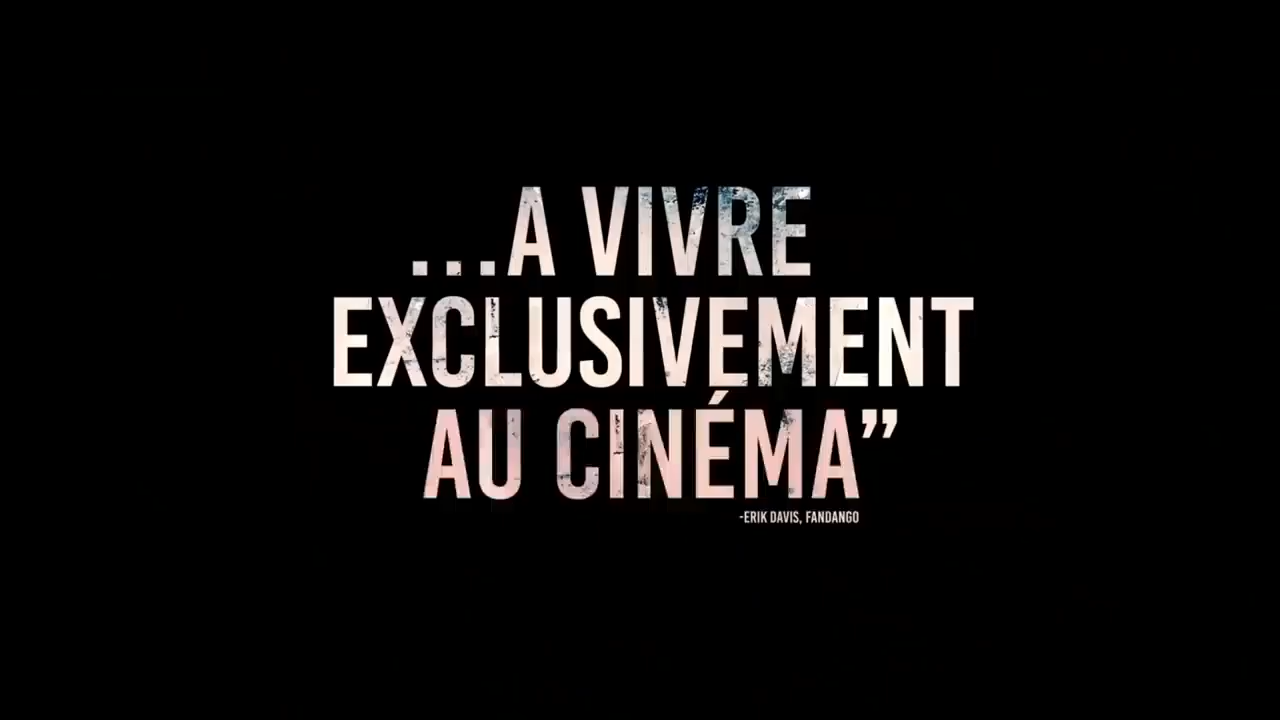 ...A VIVRE
EXCLUSIVEMENT
AU CINÉMA”
-ERIK DAVIS, FANDANGO